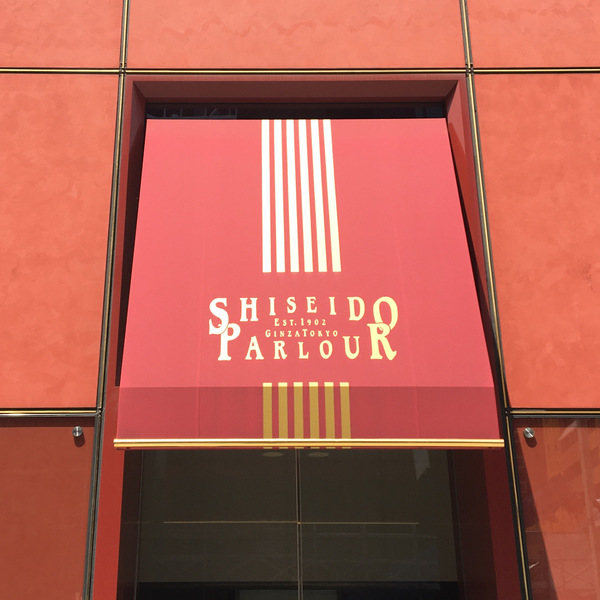 SHISEIDO
EST. 1902
GINZA TOKYO
PARLOUR